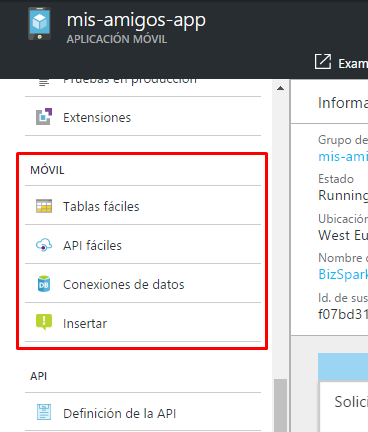 mis-amigos-app
APLICACIÓN MÓVIL
Exam
Pruebas en producción
Extensiones
MÓVIL
Tablas fáciles
API fáciles
Conexiones de datos
Insertar
API
Definición de la API
Informa
Grupo de
mis-ami
Estado
Running
Ubicación
West Eu
Nombre d
BizSpark
Id. de sus
f07bd31
Solici